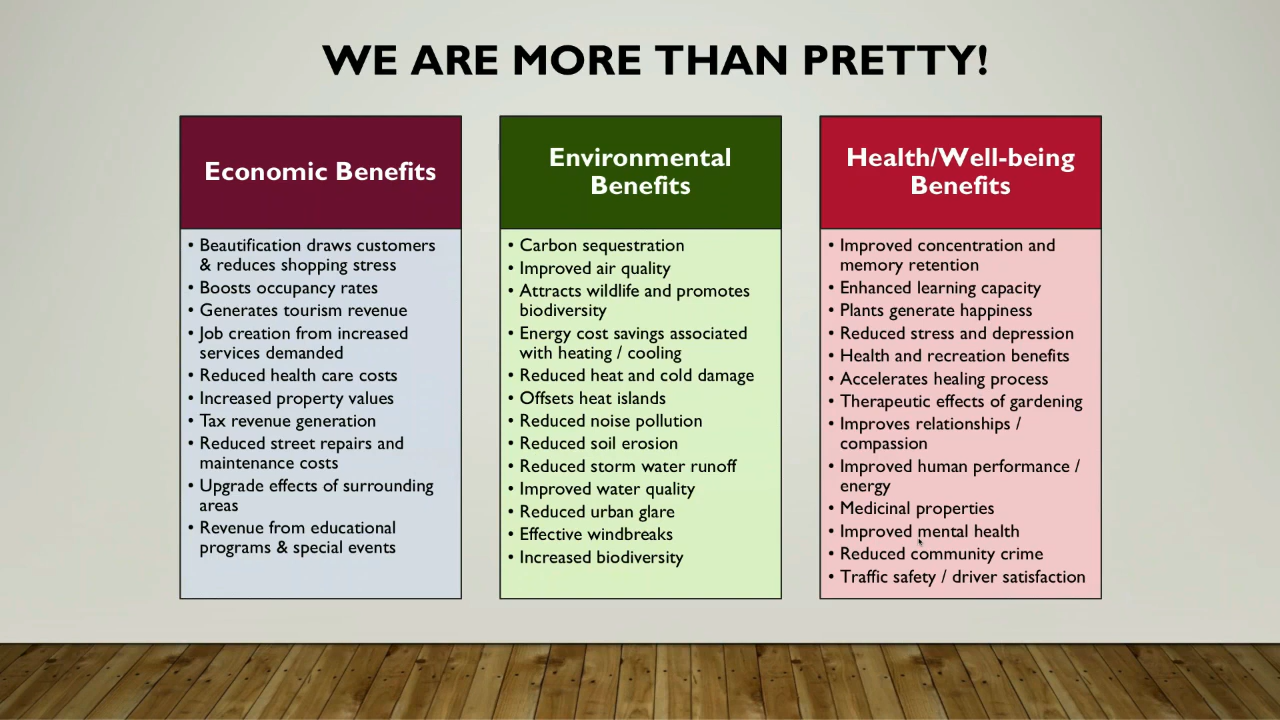 WE ARE MORE THAN PRETTY!
Economic Benefits
• Beautification draws customers
& reduces shopping stress
• Boosts occupancy rates
• Generates tourism revenue
• Job creation from increased
services demanded
• Reduced health care costs
• Increased property values
• Tax revenue generation
• Reduced street repairs and
maintenance costs
• Upgrade effects of surrounding
areas
• Revenue from educational
programs & special events
Environmental
Benefits
• Carbon sequestration
• Improved air quality
• Attracts wildlife and promotes
biodiversity
• Energy cost savings associated
with heating / cooling
• Reduced heat and cold damage
• Offsets heat islands
• Reduced noise pollution
• Reduced soil erosion
• Reduced storm water runoff
• Improved water quality
• Reduced urban glare
• Effective windbreaks
• Increased biodiversity
Health/Well-being
Benefits
• Improved concentration and
memory retention
• Enhanced learning capacity
• Plants generate happiness
• Reduced stress and depression
• Health and recreation benefits
• Accelerates healing process
• Therapeutic effects of gardening
• Improves relationships /
compassion
• Improved human performance /
energy
• Medicinal properties
• Improved mental health
• Reduced community crime
• Traffic safety / driver satisfaction